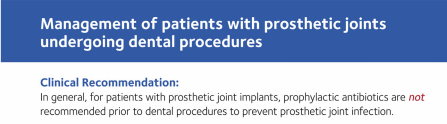 Management of patients with prosthetic joints
undergoing dental procedures
Clinical Recommendation:
In general, for patients with prosthetic joint implants, prophylactic antibiotics are not
recommended prior to dental procedures to prevent prosthetic joint infection.